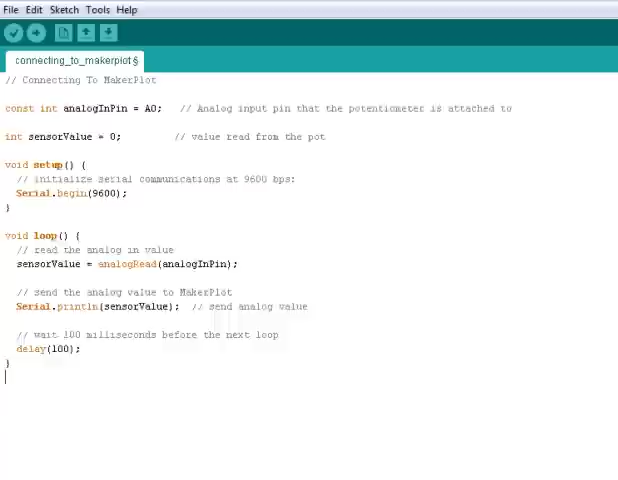 File Edit Sketch Tools Help
connecting_to_makerplot §
// Connecting To MakerPlot
const int analogInPin = A0;   // Analog input pin that the potentiometer is attached to
int sensorValue = 0;         // value read from the pot
void setup() {
  // initialize serial communications at 9600 bps:
  Serial.begin(9600);
}
void loop() {
  // read the analog in value
  sensorValue = analogRead(analogInPin);
  // send the analog value to MakerPlot
  Serial.println(sensorValue);  // send analog value
  // wait 100 milliseconds before the next loop
  delay(100);
}